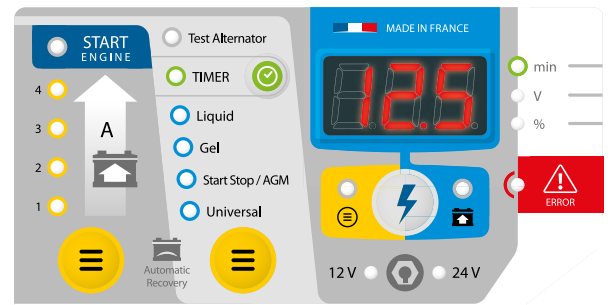 START
ENGINE
4
3
2
1
A
Automatic
Recovery
Test Alternator
TIMER
Liquid
Gel
Start Stop / AGM
Universal
MADE IN FRANCE
12.5
12 V
24 V
min
V
%
ERROR